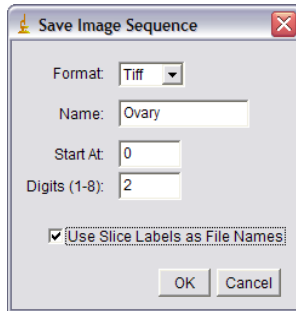 Save Image Sequence
Format: Tiff
Name: Ovary
Start At: 0
Digits (1-8): 2
Use Slice Labels as File Names
OK Cancel